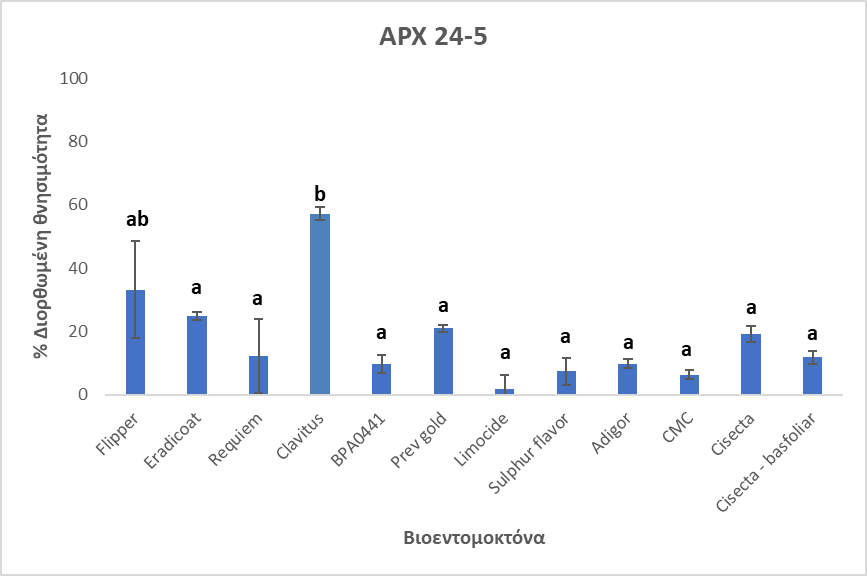 ΑΡΧ 24-5
% Διορθωμένη θνησιμότητα
100
80
60
40
20
0
ab
a
a
b
a
a
a
a
a
a
a
a
Flipper
Eradicoat
Requiem
Clavitus
BPA0441
Prev gold
Limocide
Sulphur flavor
Adigor
CMC
Cisecta
Cisecta - basfoliar
Βιοεντομοκτόνα